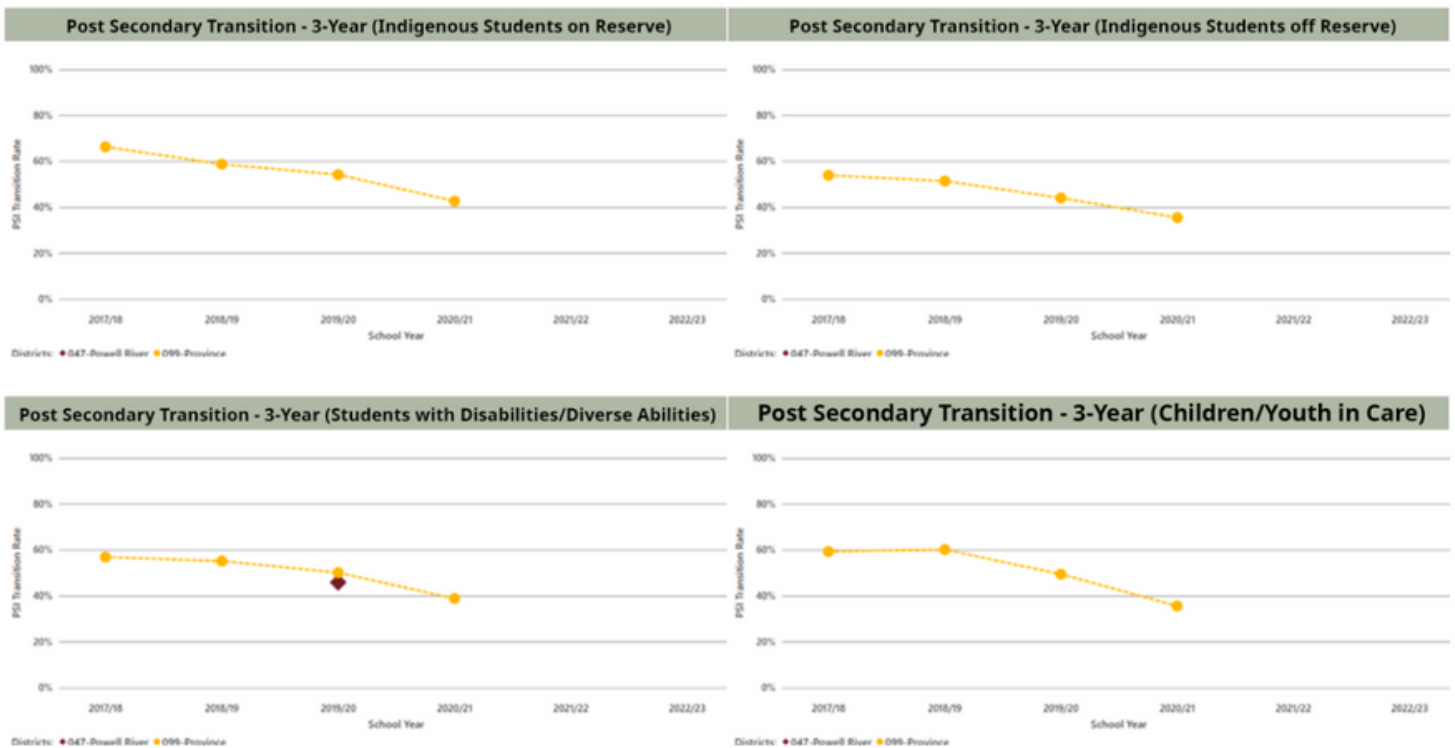 Post Secondary Transition - 3-Year (Indigenous Students on Reserve)
100%
80%
60%
40%
20%
0%
PSI Transition Rate
2017/18 2018/19 2019/20 2020/21 2021/22 2022/23
School Year
Districts: 047-Powell River 099-Province
Post Secondary Transition - 3-Year (Indigenous Students off Reserve)
100%
80%
60%
40%
20%
0%
PSI Transition Rate
2017/18 2018/19 2019/20 2020/21 2021/22 2022/23
School Year
Districts: 047-Powell River 099-Province
Post Secondary Transition - 3-Year (Students with Disabilities/Diverse Abilities)
100%
80%
60%
40%
20%
0%
PSI Transition Rate
2017/18 2018/19 2019/20 2020/21 2021/22 2022/23
School Year
Districts: 047-Powell River 099-Province
Post Secondary Transition - 3-Year (Children/Youth in Care)
100%
80%
60%
40%
20%
0%
PSI Transition Rate
2017/18 2018/19 2019/20 2020/21 2021/22 2022/23
School Year
Districts: 047-Powell River 099-Province